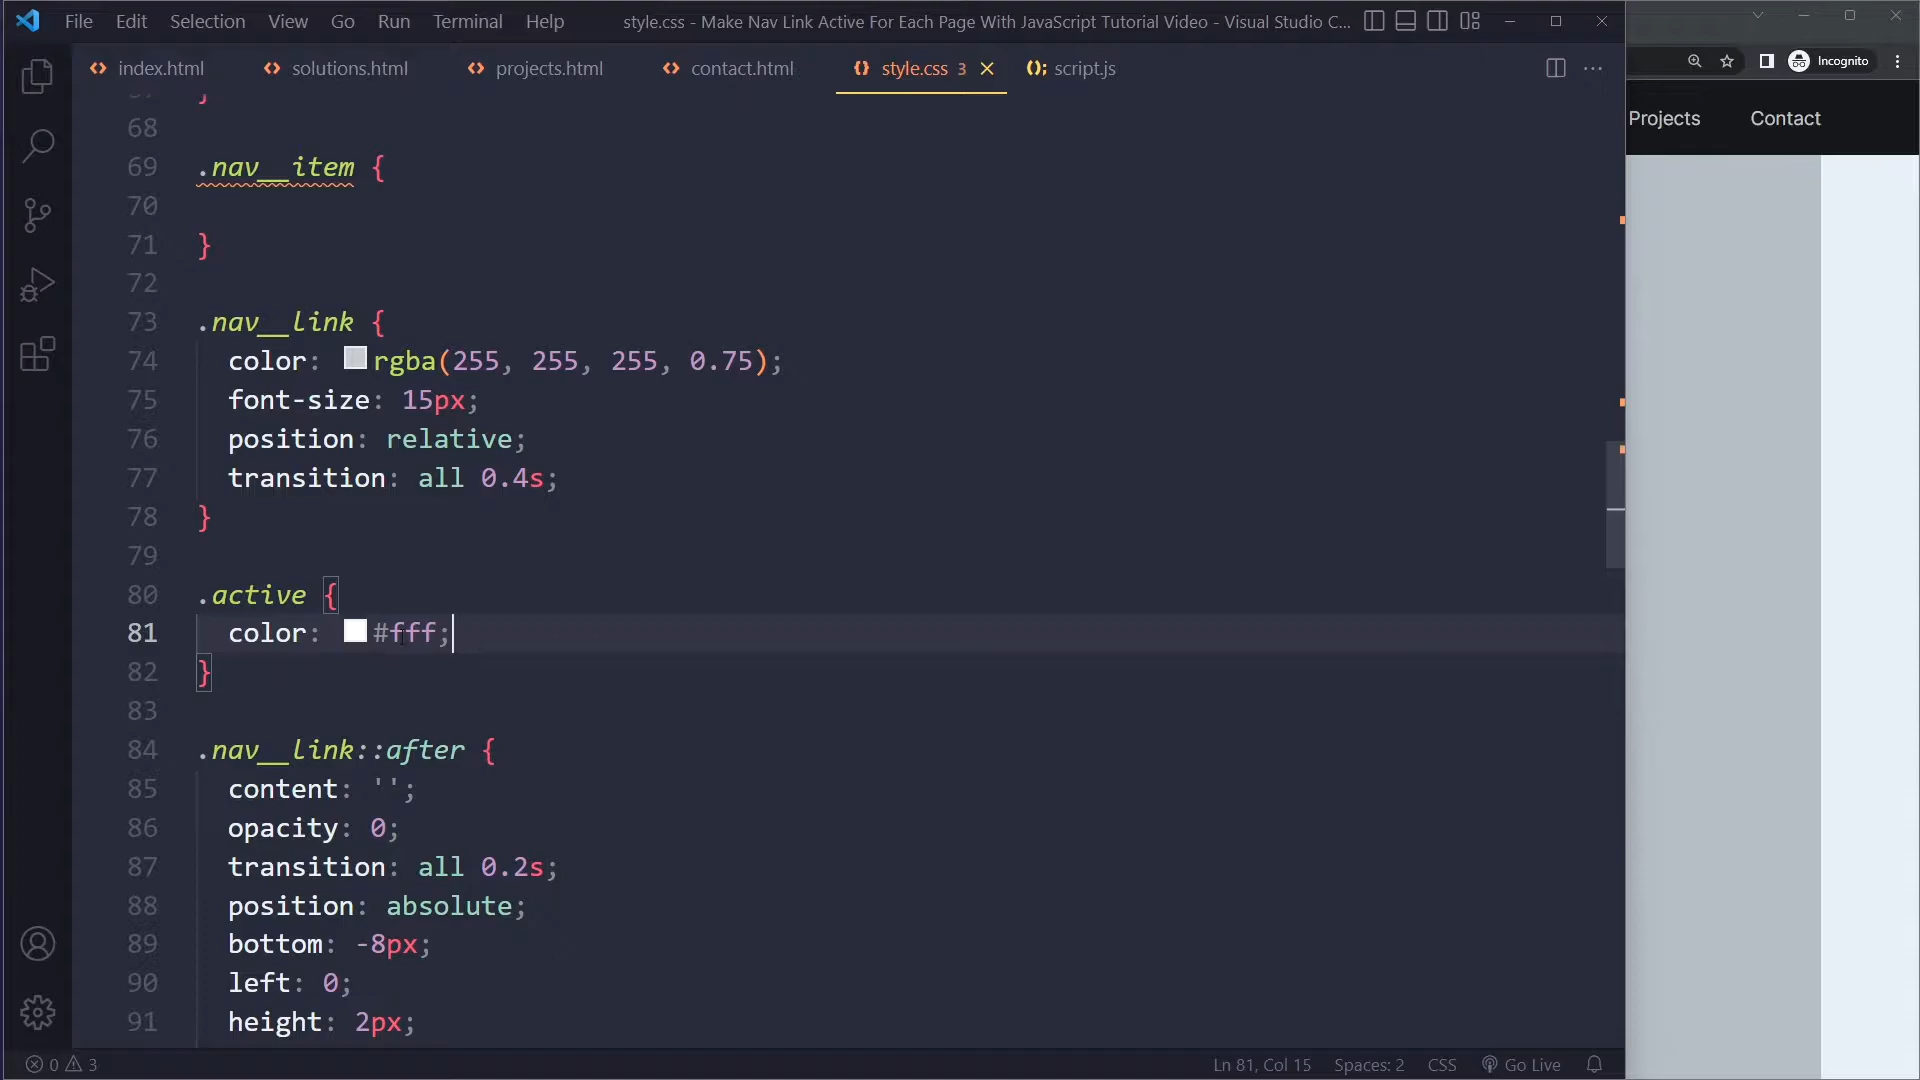 File Edit Selection View Go Run Terminal Help style.css - Make Nav Link Active For Each Page With JavaScript Tutorial Video - Visual Studio C...
index.html solutions.html projects.html contact.html style.css 3 script.js
Incognito
Projects Contact
68
69 .nav__item {
70
71 }
72
73 .nav__link {
74 color: rgba(255, 255, 255, 0.75);
75 font-size: 15px;
76 position: relative;
77 transition: all 0.4s;
78 }
79
80 .active {
81 color: #fff;
82 }
83
84 .nav__link::after {
85 content: '';
86 opacity: 0;
87 transition: all 0.2s;
88 position: absolute;
89 bottom: -8px;
90 left: 0;
91 height: 2px;
0 3 Ln 81, Col 15 Spaces: 2 CSS Go Live